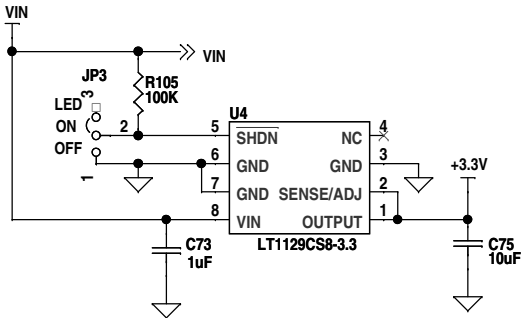 VIN
VIN
JP3
3
R105
100K
LED
ON
OFF
2
1
U4
5
SHDN
NC
4
6
GND
GND
3
7
GND
SENSE/ADJ
2
8
VIN
OUTPUT
1
LT1129CS8-3.3
+3.3V
C73
1uF
C75
10uF